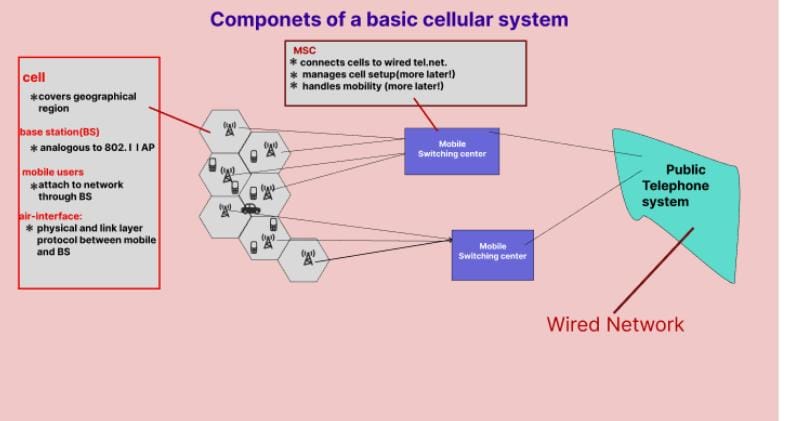 Componets of a basic cellular system
MSC
* connects cells to wired tel.net.
* manages cell setup(more later!)
* handles mobility (more later!)
cell
*covers geographical
region
base station(BS)
* analogous to 802.11 AP
mobile users
*attach to network
through BS
air-interface:
* physical and link layer
protocol between mobile
and BS
Mobile
Switching center
Mobile
Switching center
Public
Telephone
system
Wired Network